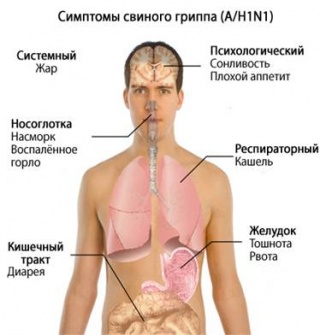 Симптомы свиного гриппа (A/H1N1)
Системный
Жар
Психологический
Сонливость
Плохой аппетит
Носоглотка
Насморк
Воспалённое
горло
Респираторный
Кашель
Желудок
Тошнота
Рвота
Кишечный
тракт
Диарея